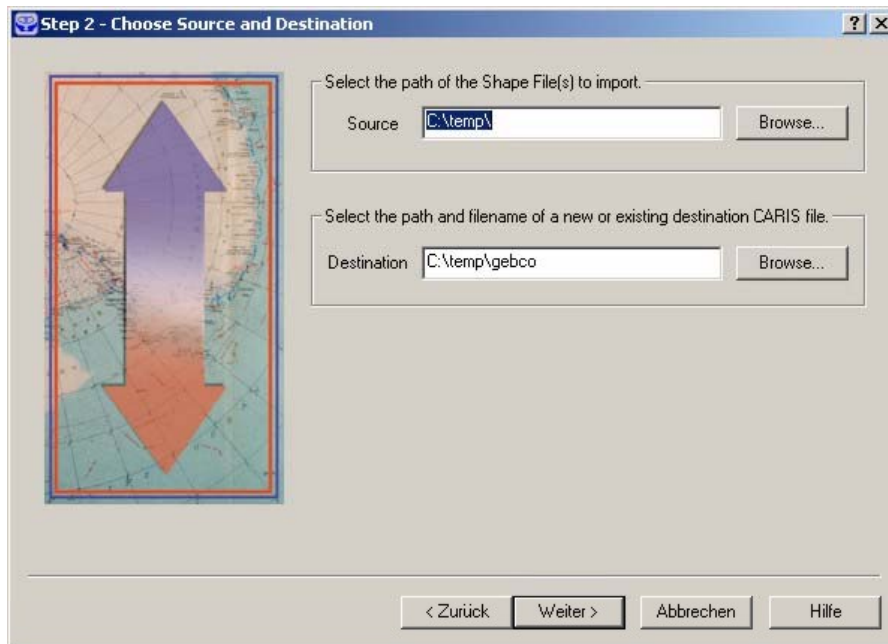 Step 2 - Choose Source and Destination
Select the path of the Shape File(s) to import.
Source C:\temp\ Browse...
Select the path and filename of a new or existing destination CARIS file.
Destination C:\temp\gebco Browse...
< Zurück Weiter > Abbrechen Hilfe